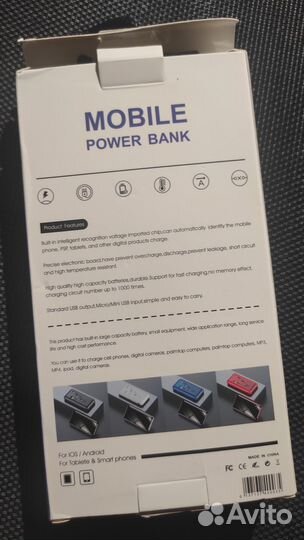 MOBILE
POWER BANK
A
Product Features
Built-in intelligent recognition voltage imported chip,can automatically identify the mobile
phone, PSP, tablets, and other digital products charge.
Precise electronic board,have prevent overcharge,discharge,prevent leakage, short circuit
and high temperature resistant.
High quality high capacity batteries,durable.Support for fast charging,no memory effect,
charging circuit number up to 1000 times.
Standard USB output,Micro/Mini USB input,simple and easy to carry.
This product has built-in large capacity battery, small equipment, wide application range, long service
life and high cost performance.
You can use it to charge cell phones, digital cameras, palmtop computers, palmtop computers, MP3,
MP4, ipod, digital cameras.
For IOS / Android
For Tablete & Smart phones
MADE IN CHINA
FC CE
Avito